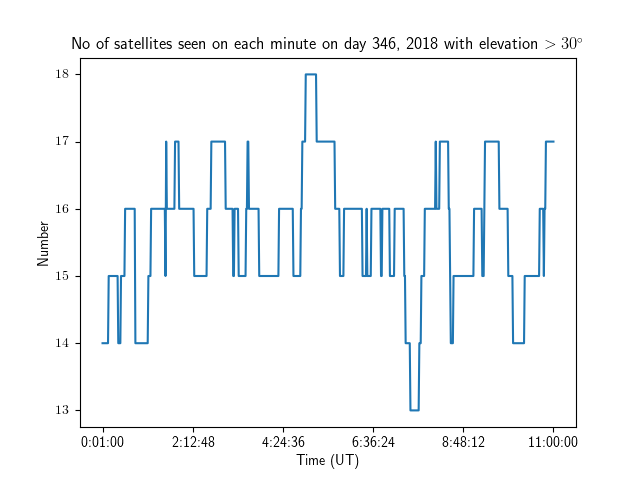 No of satellites seen on each minute on day 346, 2018 with elevation > 30°
18
17
16
15
14
13
Number
0:01:00 2:12:48 4:24:36 6:36:24 8:48:12 11:00:00
Time (UT)